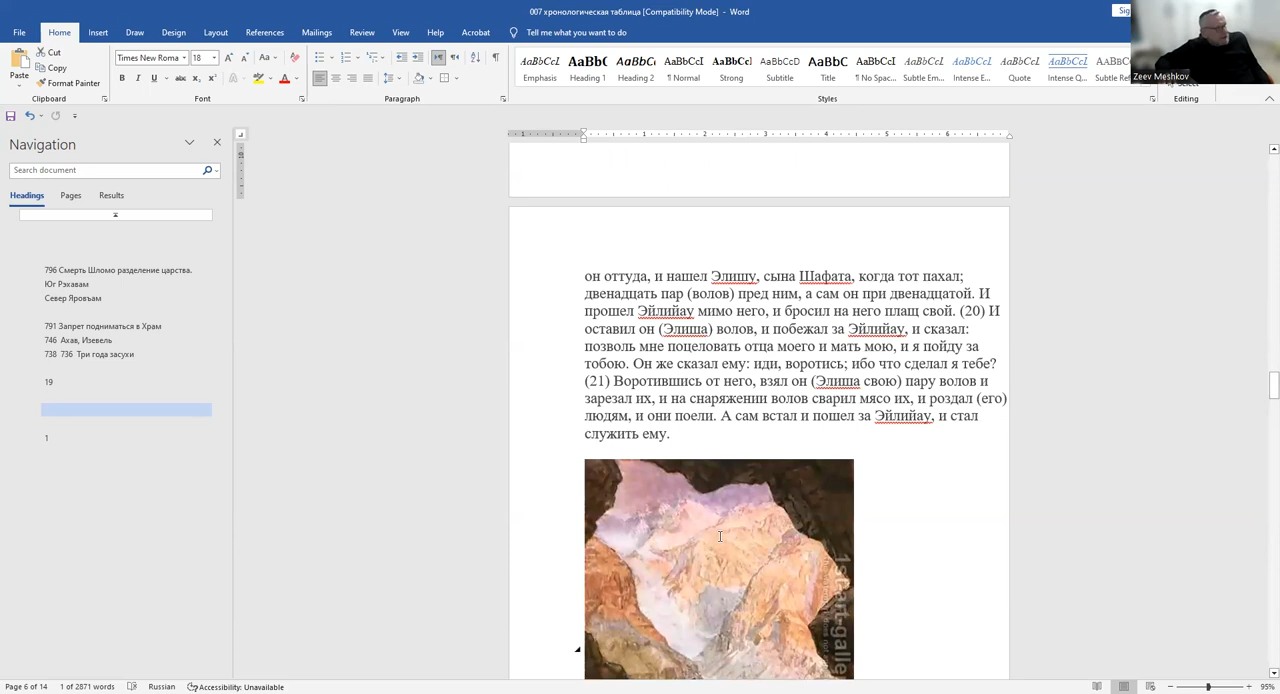 007 хронологическая таблица [Compatibility Mode] - Word
Sig
File Home Insert Draw Design Layout References Mailings Review View Help Acrobat Tell me what you want to do
Zeev Meshkov
Paste
Cut
Copy
Format Painter
Times New Roma 18
Emphasis
Heading 1
Heading 2
¶ Normal
Strong
Subtitle
Title
¶ No Spac...
Subtle Em...
Intense E...
Quote
Intense Q...
Subtle Ref
Select
Clipboard Font Paragraph Styles Editing
Navigation
Search document
Headings Pages Results
796 Смерть Шломо разделение царства.
Юг Рэхавам
Север Яровъам
791 Запрет подниматься в Храм
746 Ахав, Изевель
738 736 Три года засухи
19
1
он оттуда, и нашел Элишу, сына Шафата, когда тот пахал;
двенадцать пар (волов) пред ним, а сам он при двенадцатой. И
прошел Эйлийау мимо него, и бросил на него плащ свой. (20) И
оставил он (Элиша) волов, и побежал за Эйлийау, и сказал:
позволь мне поцеловать отца моего и мать мою, и я пойду за
тобою. Он же сказал ему: иди, воротись; ибо что сделал я тебе?
(21) Воротившись от него, взял он (Элиша свою) пару волов и
зарезал их, и на снаряжении волов сварил мясо их, и роздал (его)
людям, и они поели. А сам встал и пошел за Эйлийау, и стал
служить ему.
Page 6 of 14 1 of 2871 words Russian Accessibility: Unavailable 95%